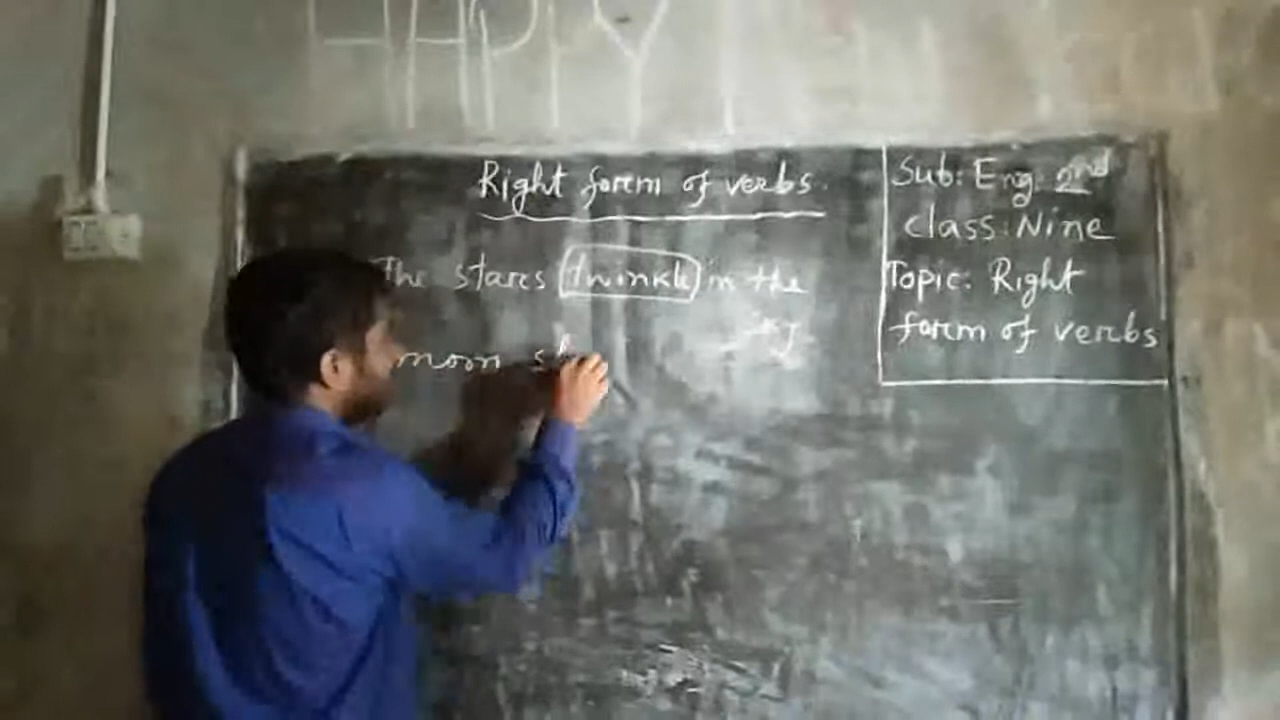 HAPPY
Right form of verbs.
The stars twinkle in the
sky
moon sh
Sub: Eng. 2nd
class: Nine
Topic: Right
form of verbs